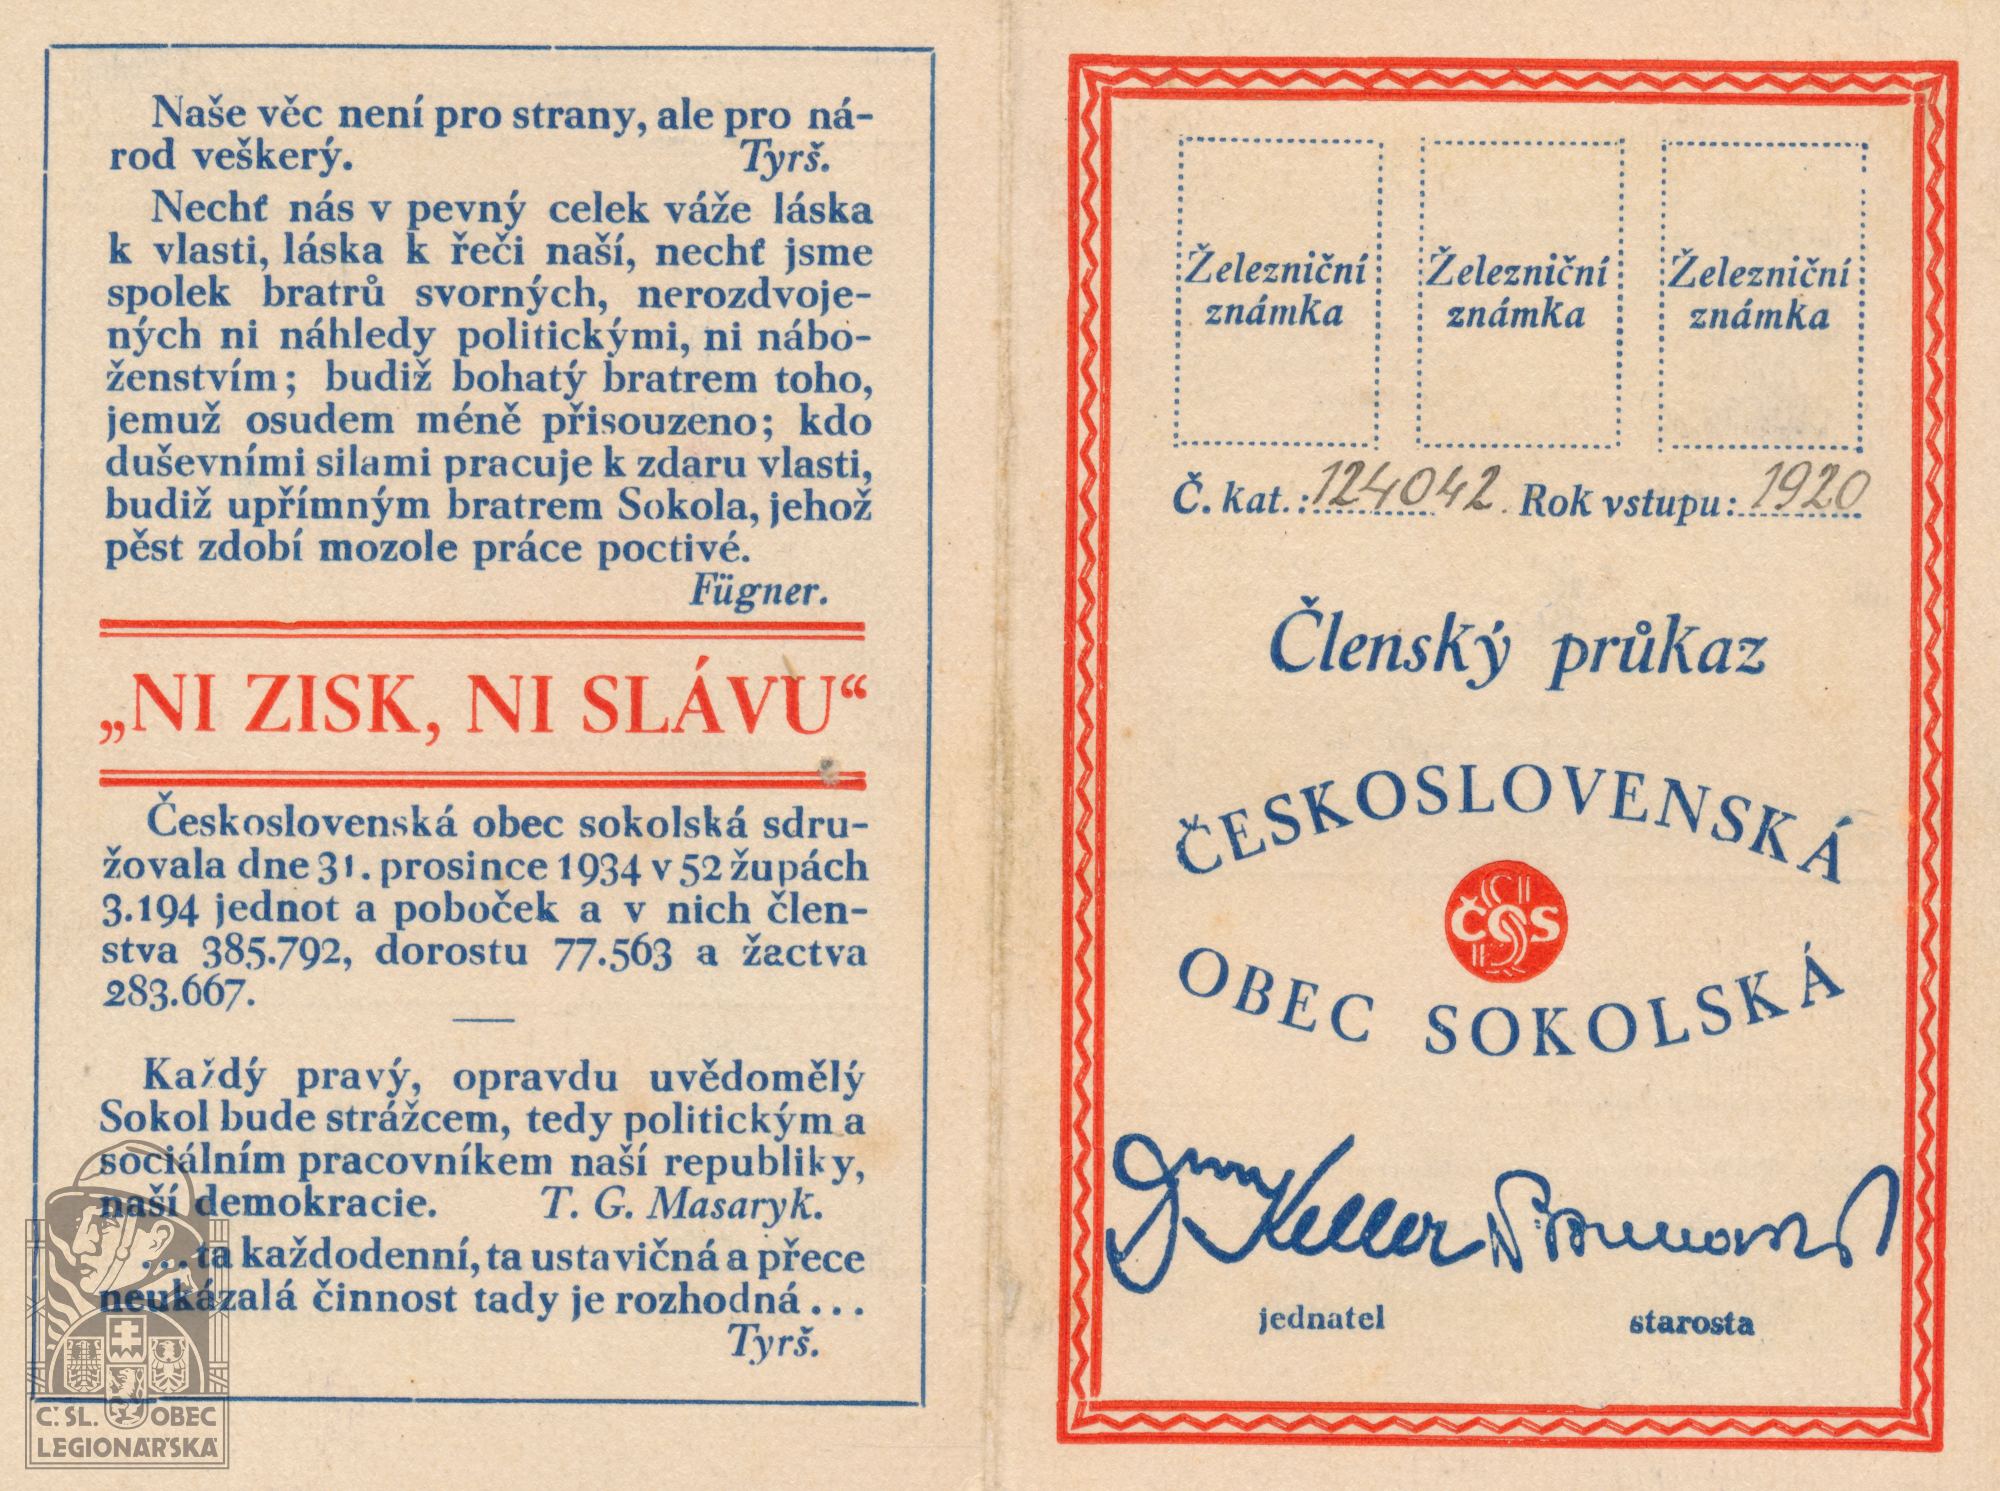 Naše věc není pro strany, ale pro ná-
rod veškerý. Tyrš.
Nechť nás v pevný celek váže láska
k vlasti, láska k řeči naší, nechť jsme
spolek bratrů svorných, nerozdvoje-
ných ni náhledy politickými, ni nábo-
ženstvím; budiž bohatý bratrem toho,
jemuž osudem méně přisouzeno; kdo
duševními silami pracuje k zdaru vlasti,
budiž upřímným bratrem Sokola, jehož
pěst zdobí mozole práce poctivé.
Fügner.
„NI ZISK, NI SLÁVU“
Československá obec sokolská sdru-
žovala dne 31. prosince 1934 v 52 župách
3.194 jednot a poboček a v nich člen-
stva 385.792, dorostu 77.563 a žactva
283.667.
Každý pravý, opravdu uvědomělý
Sokol bude strážcem, tedy politickým a
sociálním pracovníkem naší republiky,
naší demokracie. T. G. Masaryk.
...ta každodenní, ta ustavičná a přece
neukázalá činnost tady je rozhodná...
Tyrš.
Č. SL. OBEC
LEGIONÁŘSKÁ
Železniční
známka
Železniční
známka
Železniční
známka
Č. kat.: 124042. Rok vstupu: 1920
Členský průkaz
ČESKOSLOVENSKÁ
ČOS
OBEC SOKOLSKÁ
Keller
jednatel
starosta